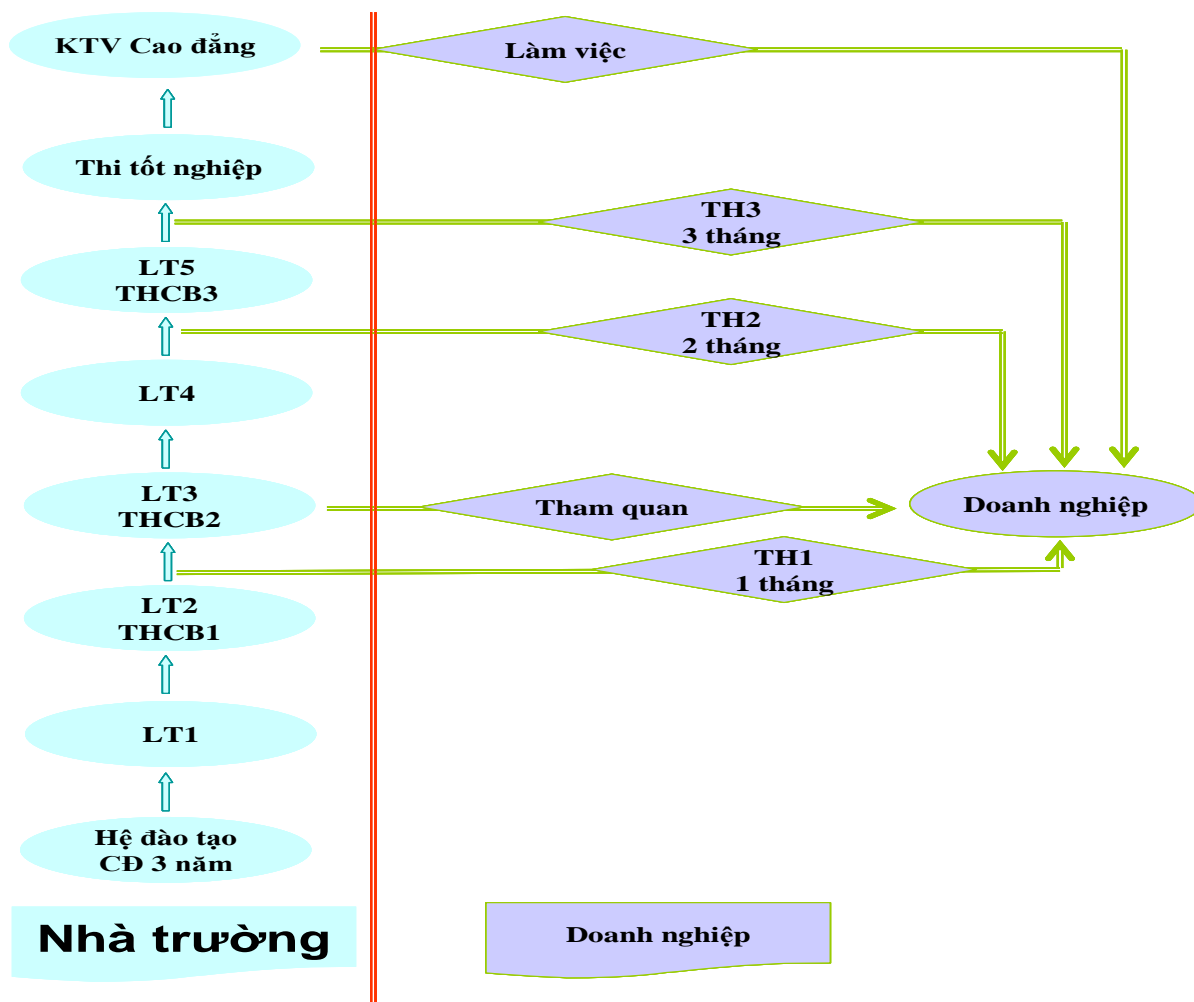 KTV Cao đẳng
Làm việc
Thi tốt nghiệp
TH3
3 tháng
LT5
THCB3
TH2
2 tháng
LT4
LT3
THCB2
Tham quan
Doanh nghiệp
TH1
1 tháng
LT2
THCB1
LT1
Hệ đào tạo
CĐ 3 năm
Nhà trường
Doanh nghiệp